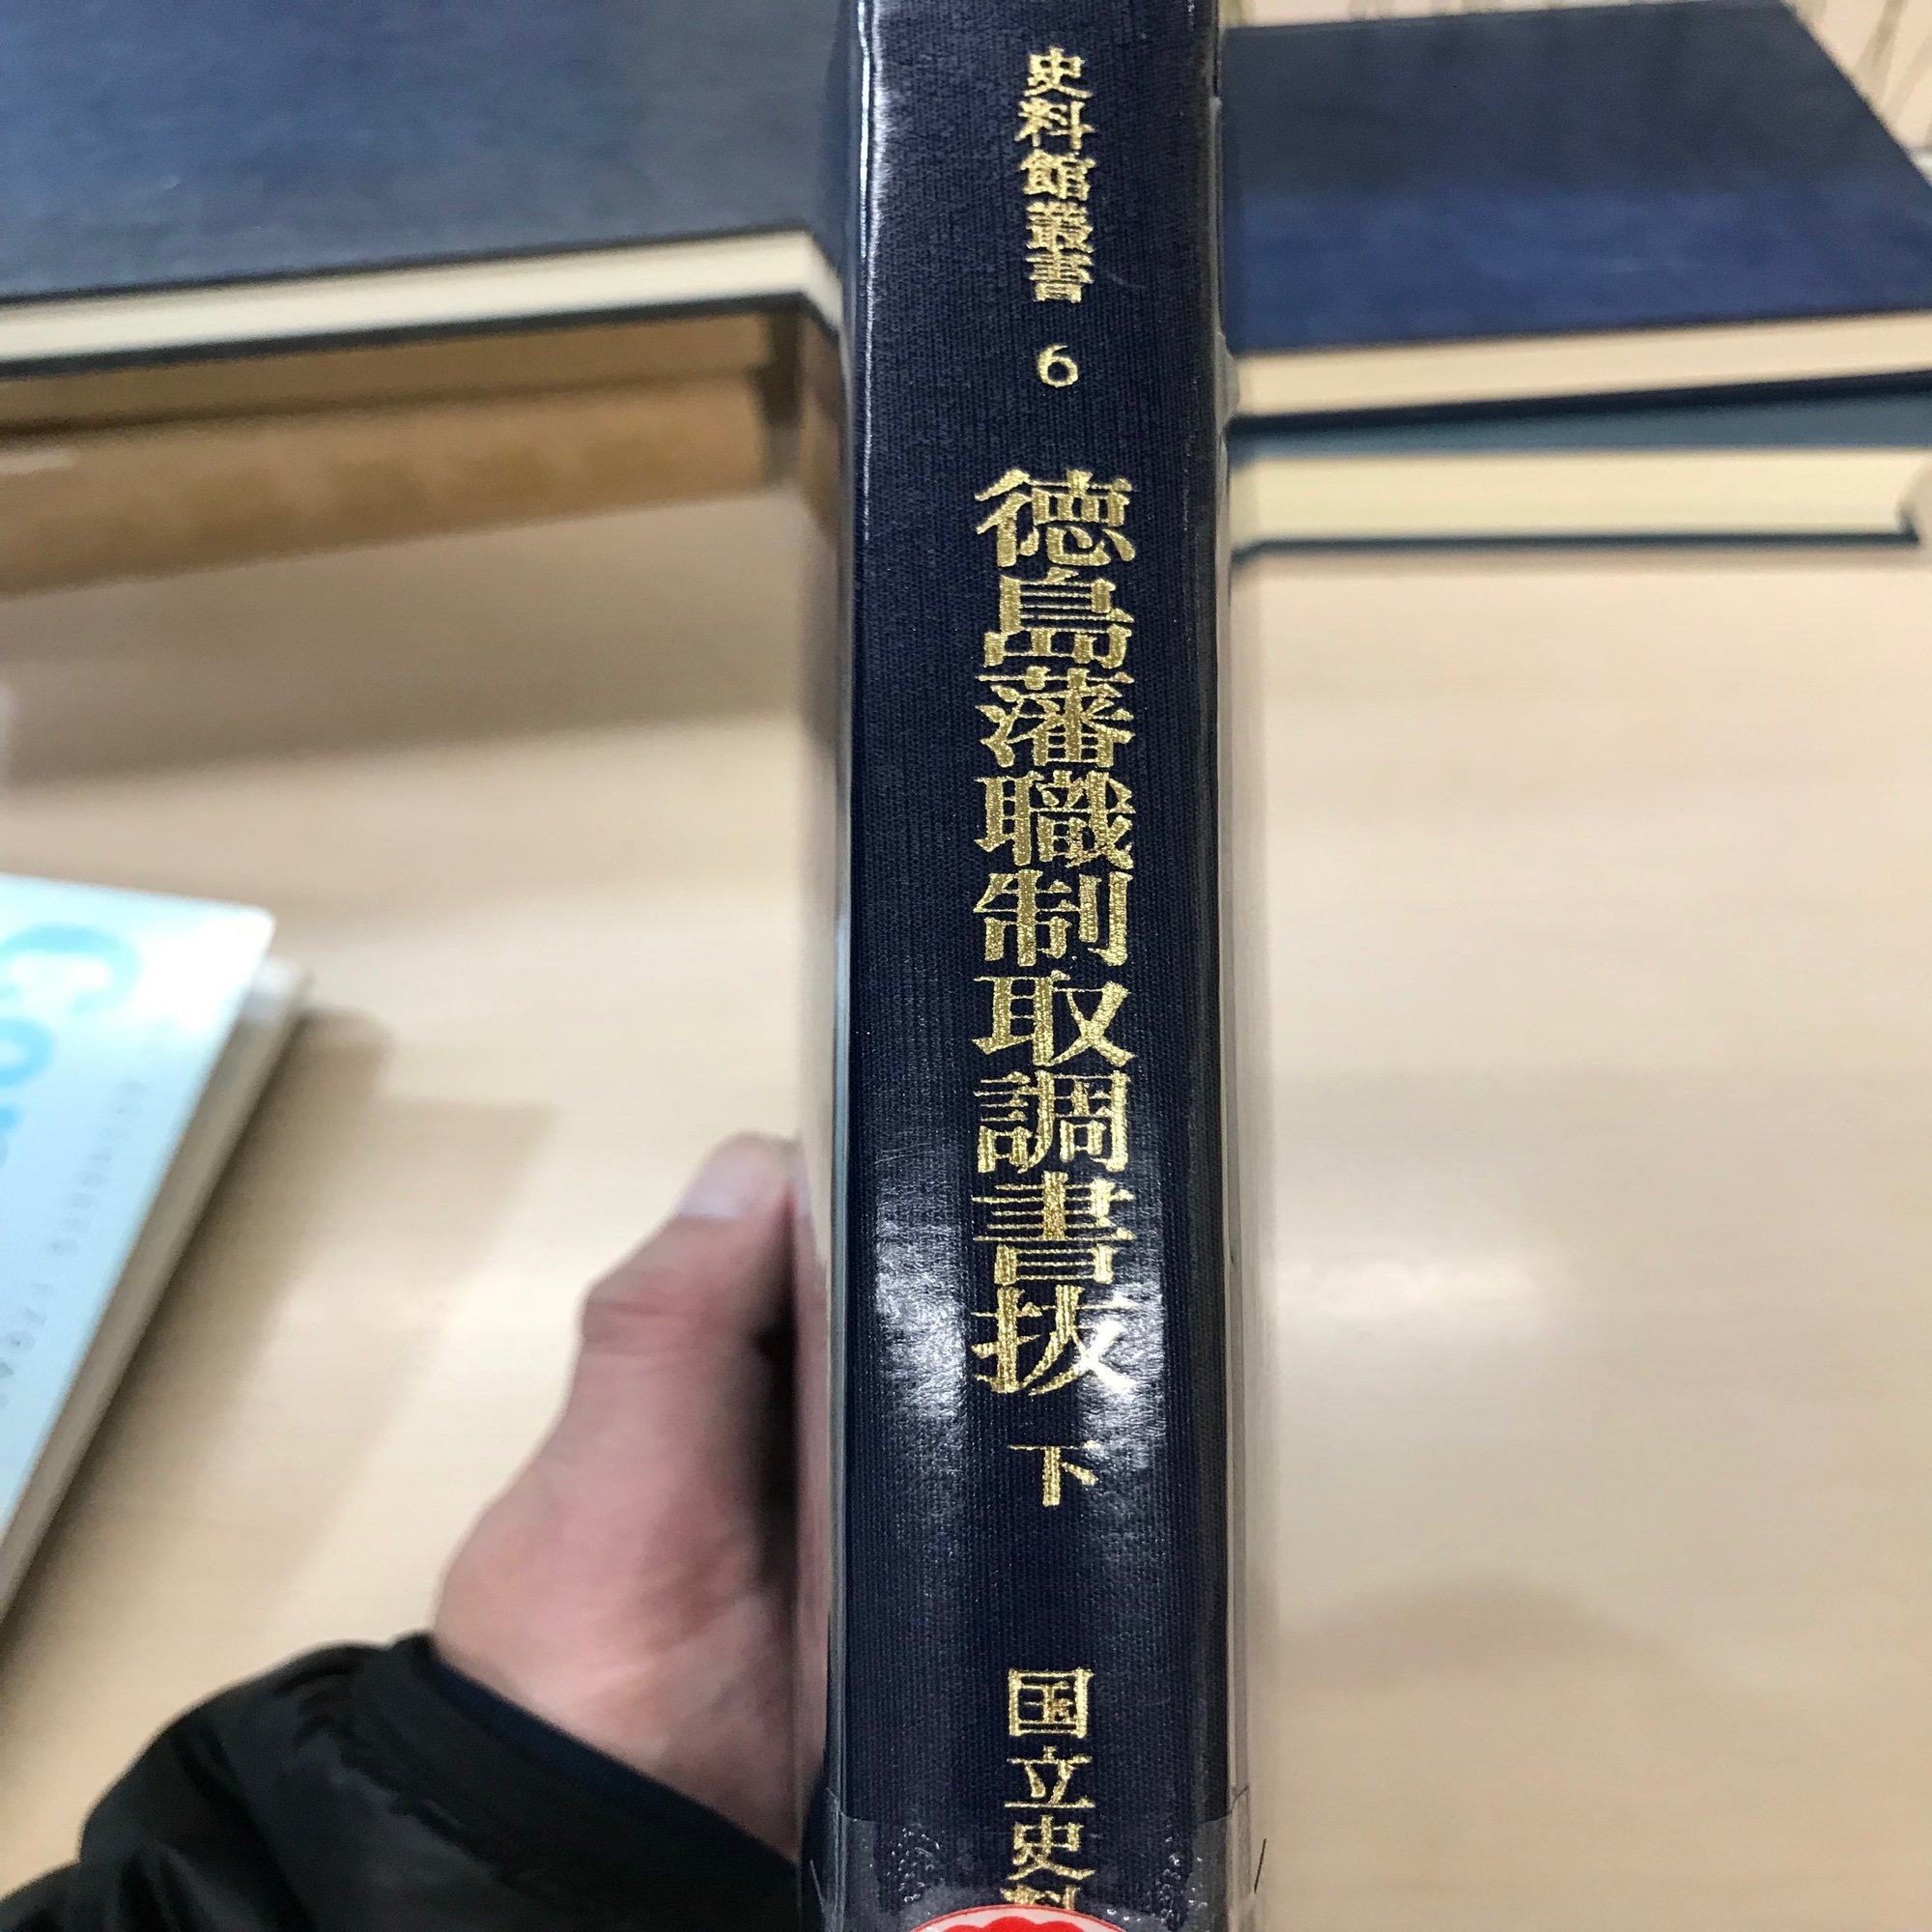 史料館叢書 6
徳島藩職制取調書抜 下
国立史料